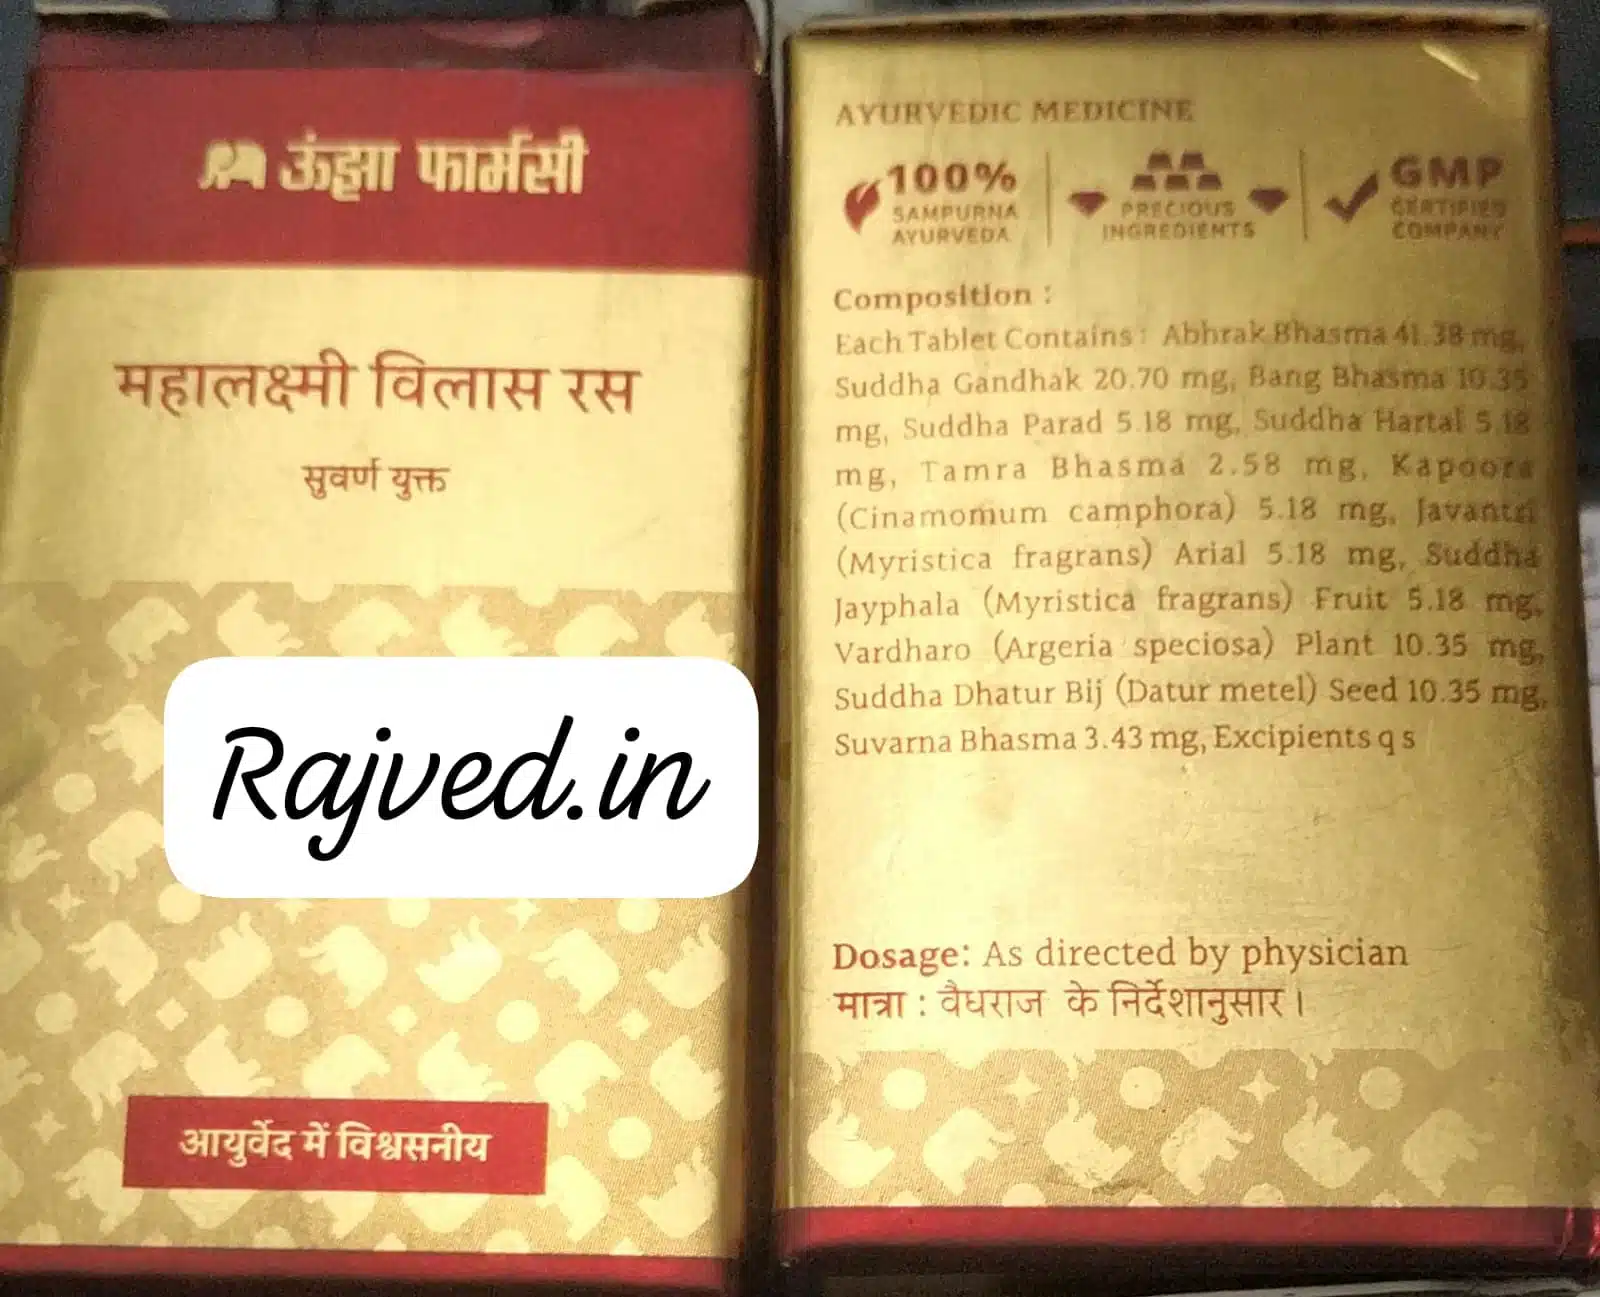 ऊंझा फार्मसी
महालक्ष्मी विलास रस
सुवर्ण युक्त
Rajved.in
आयुर्वेद में विश्वसनीय
AYURVEDIC MEDICINE
100%
SAMPURNA
AYURVEDA
PRECIOUS
INGREDIENTS
GMP
CERTIFIED
COMPANY
Composition :
Each Tablet Contains : Abhrak Bhasma 41.38 mg,
Suddha Gandhak 20.70 mg, Bang Bhasma 10.35
mg, Suddha Parad 5.18 mg, Suddha Hartal 5.18
mg, Tamra Bhasma 2.58 mg, Kapoora
(Cinamomum camphora) 5.18 mg, Javantri
(Myristica fragrans) Arial 5.18 mg, Suddha
Jayphala (Myristica fragrans) Fruit 5.18 mg,
Vardharo (Argeria speciosa) Plant 10.35 mg,
Suddha Dhatur Bij (Datur metel) Seed 10.35 mg,
Suvarna Bhasma 3.43 mg, Excipients q s
Dosage: As directed by physician
मात्रा : वैधराज के निर्देशानुसार।